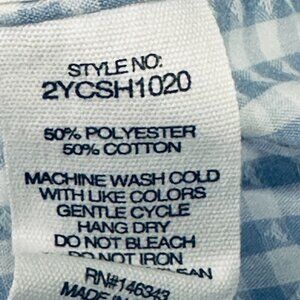 STYLE NO:
2YCSH1020
50% POLYESTER
50% COTTON
MACHINE WASH COLD
WITH LIKE COLORS
GENTLE CYCLE
HANG DRY
DO NOT BLEACH
DO NOT IRON
CLEAN
RN#146343
MADE IN